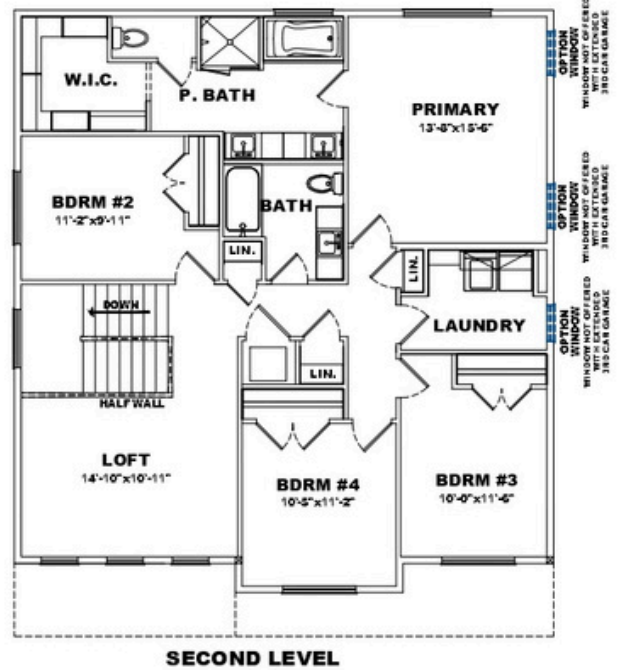 W.I.C.
P. BATH
PRIMARY
13'-8"x15'-6"
OPTION
WINDOW
WINDOW NOT OFFERED
WITH EXTENDED
3RD CAR GARAGE
BDRM #2
11'-2"x9'-11"
BATH
LIN.
LIN.
OPTION
WINDOW
WINDOW NOT OFFERED
WITH EXTENDED
3RD CAR GARAGE
DOWN
LAUNDRY
OPTION
WINDOW
WINDOW NOT OFFERED
WITH EXTENDED
3RD CAR GARAGE
LIN.
HALF WALL
LOFT
14'-10"x10'-11"
BDRM #4
10'-5"x11'-2"
BDRM #3
10'-0"x11'-6"
SECOND LEVEL